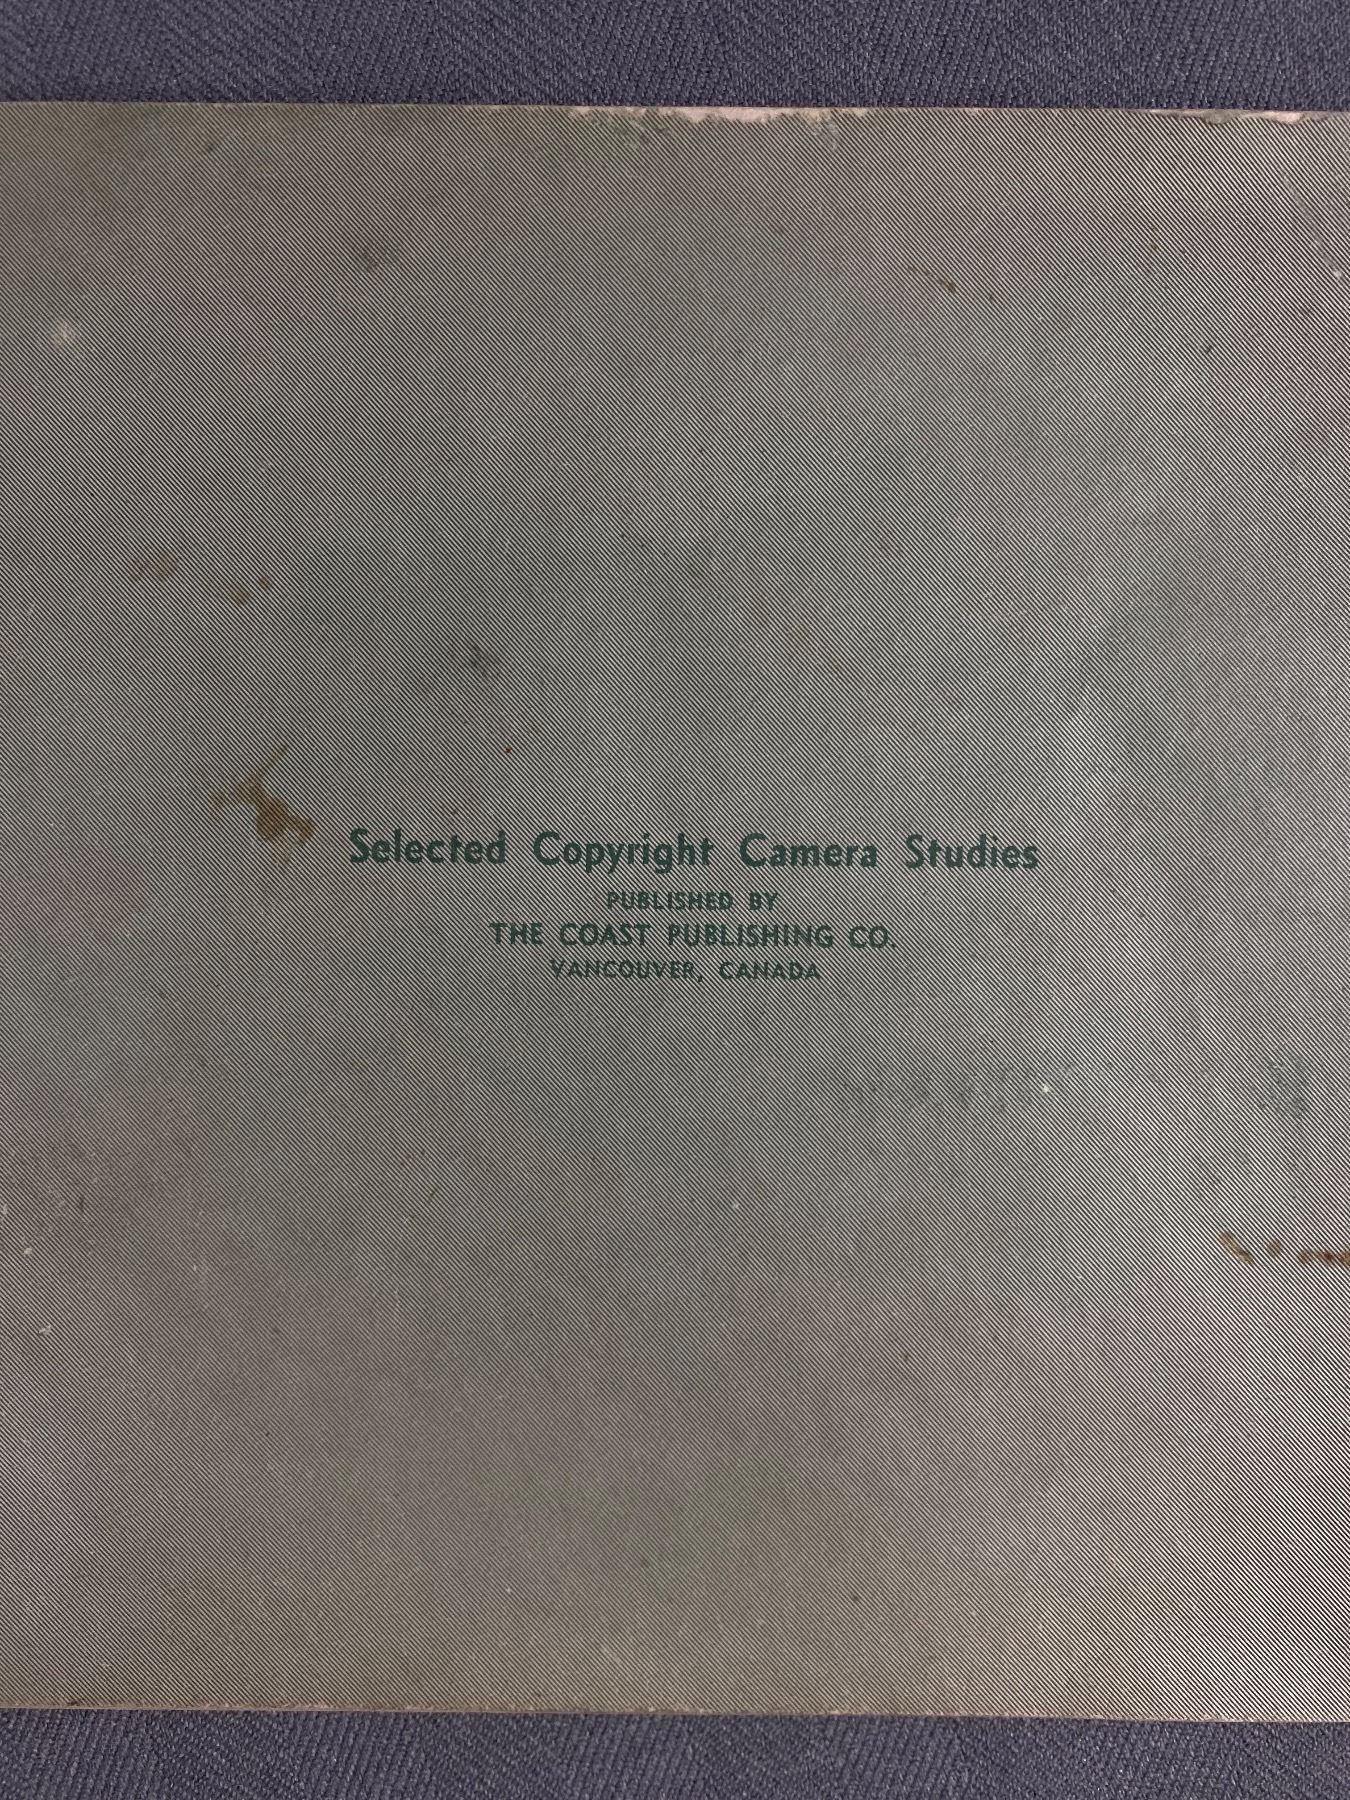 Selected Copyright Camera Studies
PUBLISHED BY
THE COAST PUBLISHING CO.
VANCOUVER, CANADA